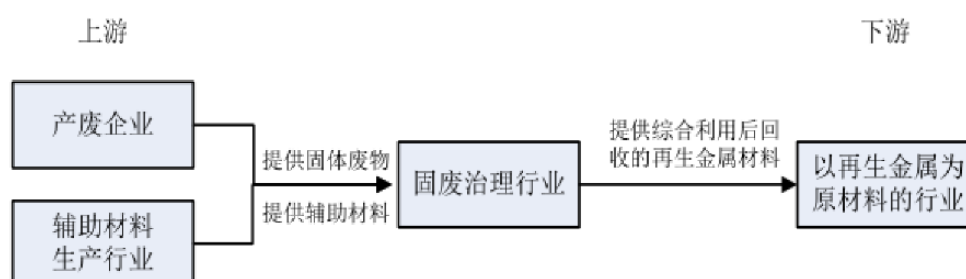 上游
下游
产废企业
辅助材料
生产行业
提供固体废物
提供辅助材料
固废治理行业
提供综合利用后回
收的再生金属材料
以再生金属为
原材料的行业